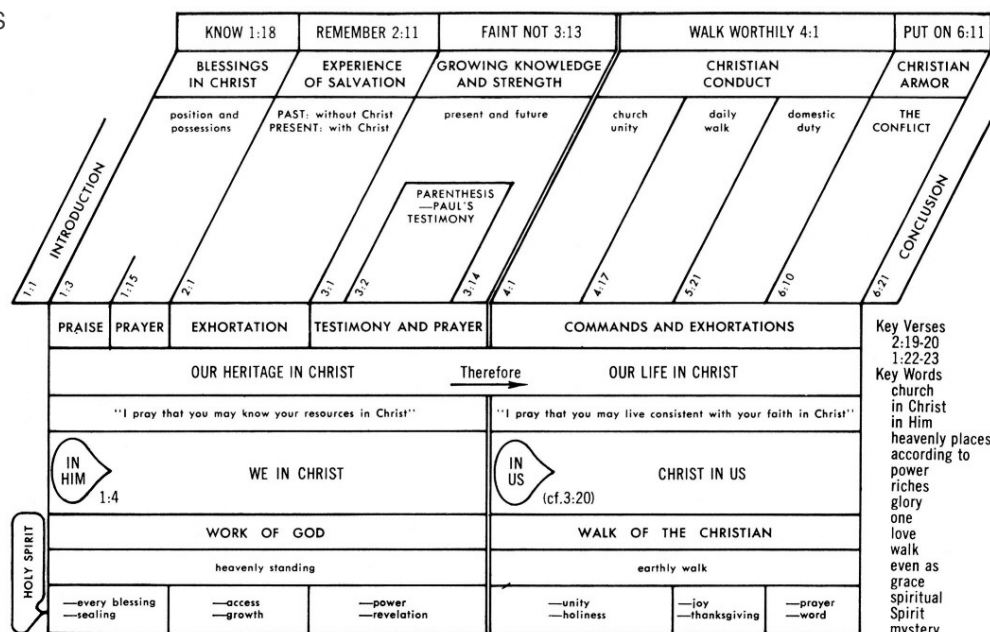 S
KNOW 1:18 REMEMBER 2:11 FAINT NOT 3:13 WALK WORTHILY 4:1 PUT ON 6:11
BLESSINGS IN CHRIST
EXPERIENCE OF SALVATION
GROWING KNOWLEDGE AND STRENGTH
CHRISTIAN CONDUCT
CHRISTIAN ARMOR
position and possessions
PAST: without Christ
PRESENT: with Christ
present and future
church unity
daily walk
domestic duty
THE CONFLICT
PARENTHESIS
—PAUL'S
TESTIMONY
INTRODUCTION
CONCLUSION
1:1 1:3 1:15 2:1 3:1 3:2 3:14 4:1 4:17 5:21 6:10 6:21
PRAISE PRAYER EXHORTATION TESTIMONY AND PRAYER COMMANDS AND EXHORTATIONS
OUR HERITAGE IN CHRIST Therefore OUR LIFE IN CHRIST
"I pray that you may know your resources in Christ" "I pray that you may live consistent with your faith in Christ"
IN HIM
1:4
WE IN CHRIST
IN US
(cf.3:20)
CHRIST IN US
WORK OF GOD WALK OF THE CHRISTIAN
HOLY SPIRIT
heavenly standing earthly walk
—every blessing —access —power —unity —joy —prayer
—sealing —growth —revelation —holiness —thanksgiving —word
Key Verses
2:19-20
1:22-23
Key Words
church
in Christ
in Him
heavenly places
according to
power
riches
glory
one
love
walk
even as
grace
spiritual
Spirit
mystery